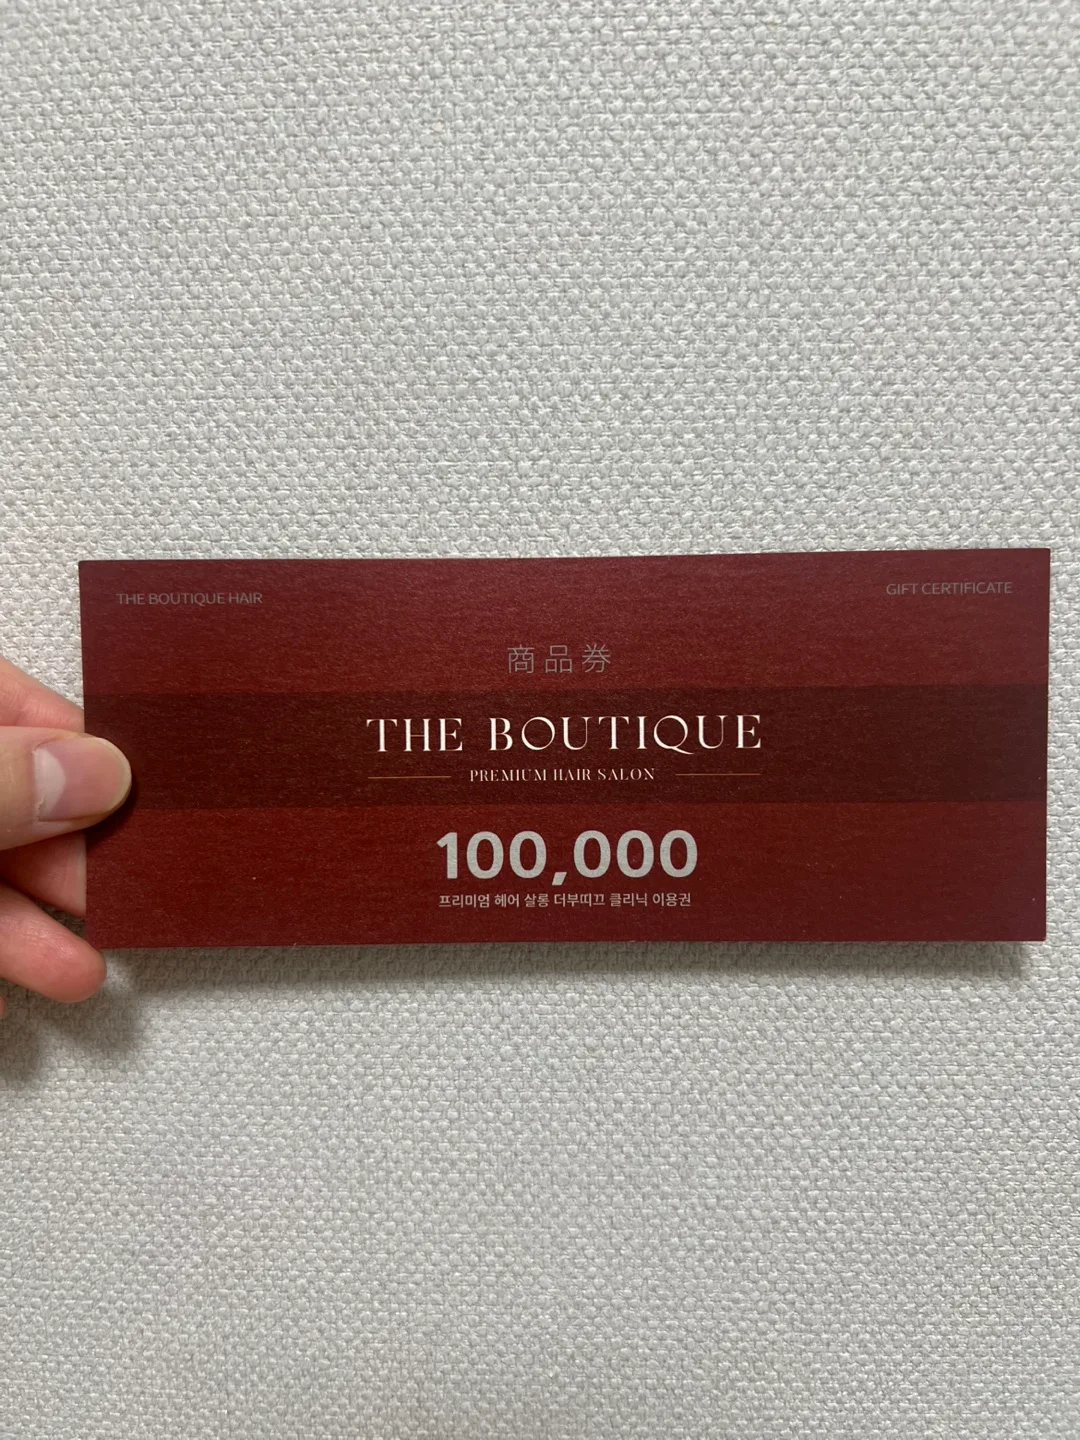 THE BOUTIQUE HAIR
GIFT CERTIFICATE
商品券
THE BOUTIQUE
PREMIUM HAIR SALON
100,000
프리미엄 헤어 살롱 더부띠끄 클리닉 이용권